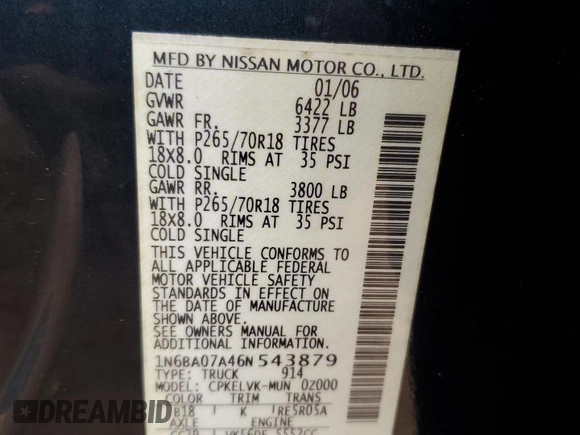 MFD BY NISSAN MOTOR CO., LTD.
DATE 01/06
GVWR 6422 LB
GAWR FR. 3377 LB
WITH P265/70R18 TIRES
18X8.0 RIMS AT 35 PSI
COLD SINGLE
GAWR RR. 3800 LB
WITH P265/70R18 TIRES
18X8.0 RIMS AT 35 PSI
COLD SINGLE
THIS VEHICLE CONFORMS TO
ALL APPLICABLE FEDERAL
MOTOR VEHICLE SAFETY
STANDARDS IN EFFECT ON
THE DATE OF MANUFACTURE
SHOWN ABOVE.
SEE OWNERS MANUAL FOR
ADDITIONAL INFORMATION.
1N6BA07A46N543879
TYPE: TRUCK 914
MODEL: CPKELVK-MUN 02000
COLOR TRIM TRANS
B18 K RE5R05A
AXLE ENGINE
VK56DE 5552CC
DREAMBID
.COM